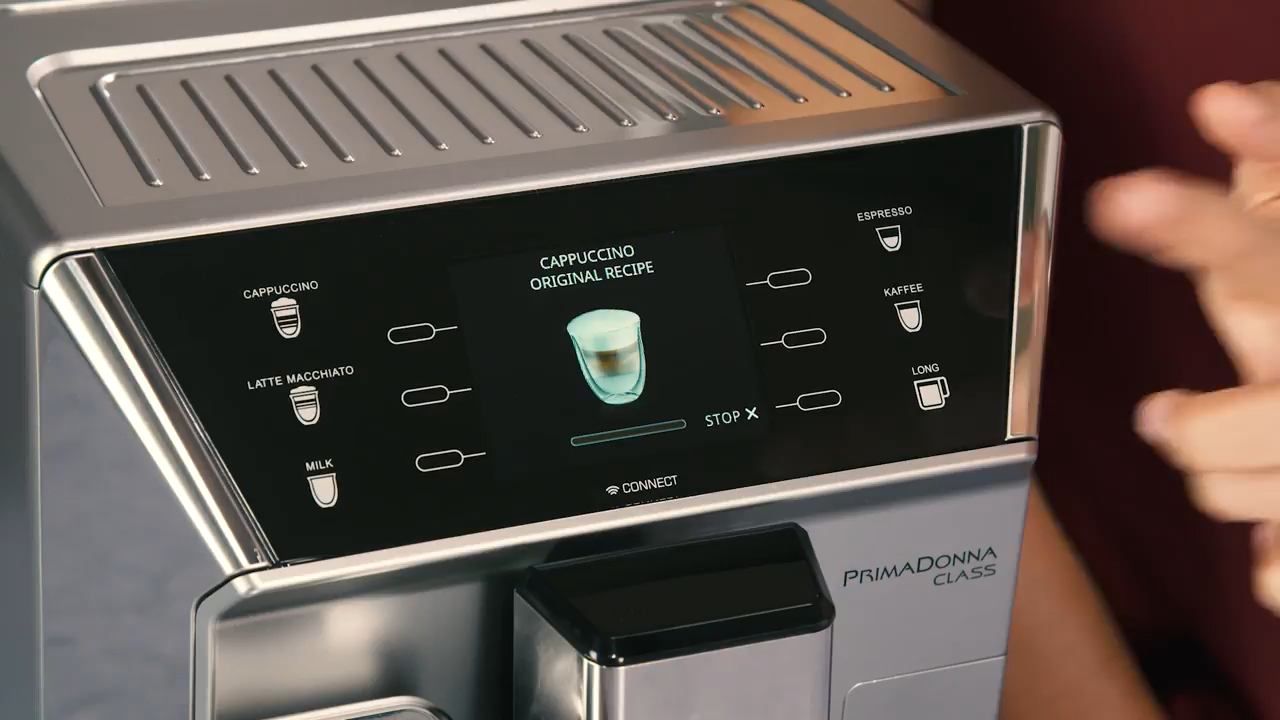 CAPPUCCINO
LATTE MACCHIATO
MILK
CAPPUCCINO
ORIGINAL RECIPE
STOP X
CONNECT
ESPRESSO
KAFFEE
LONG
PRIMADONNA
CLASS